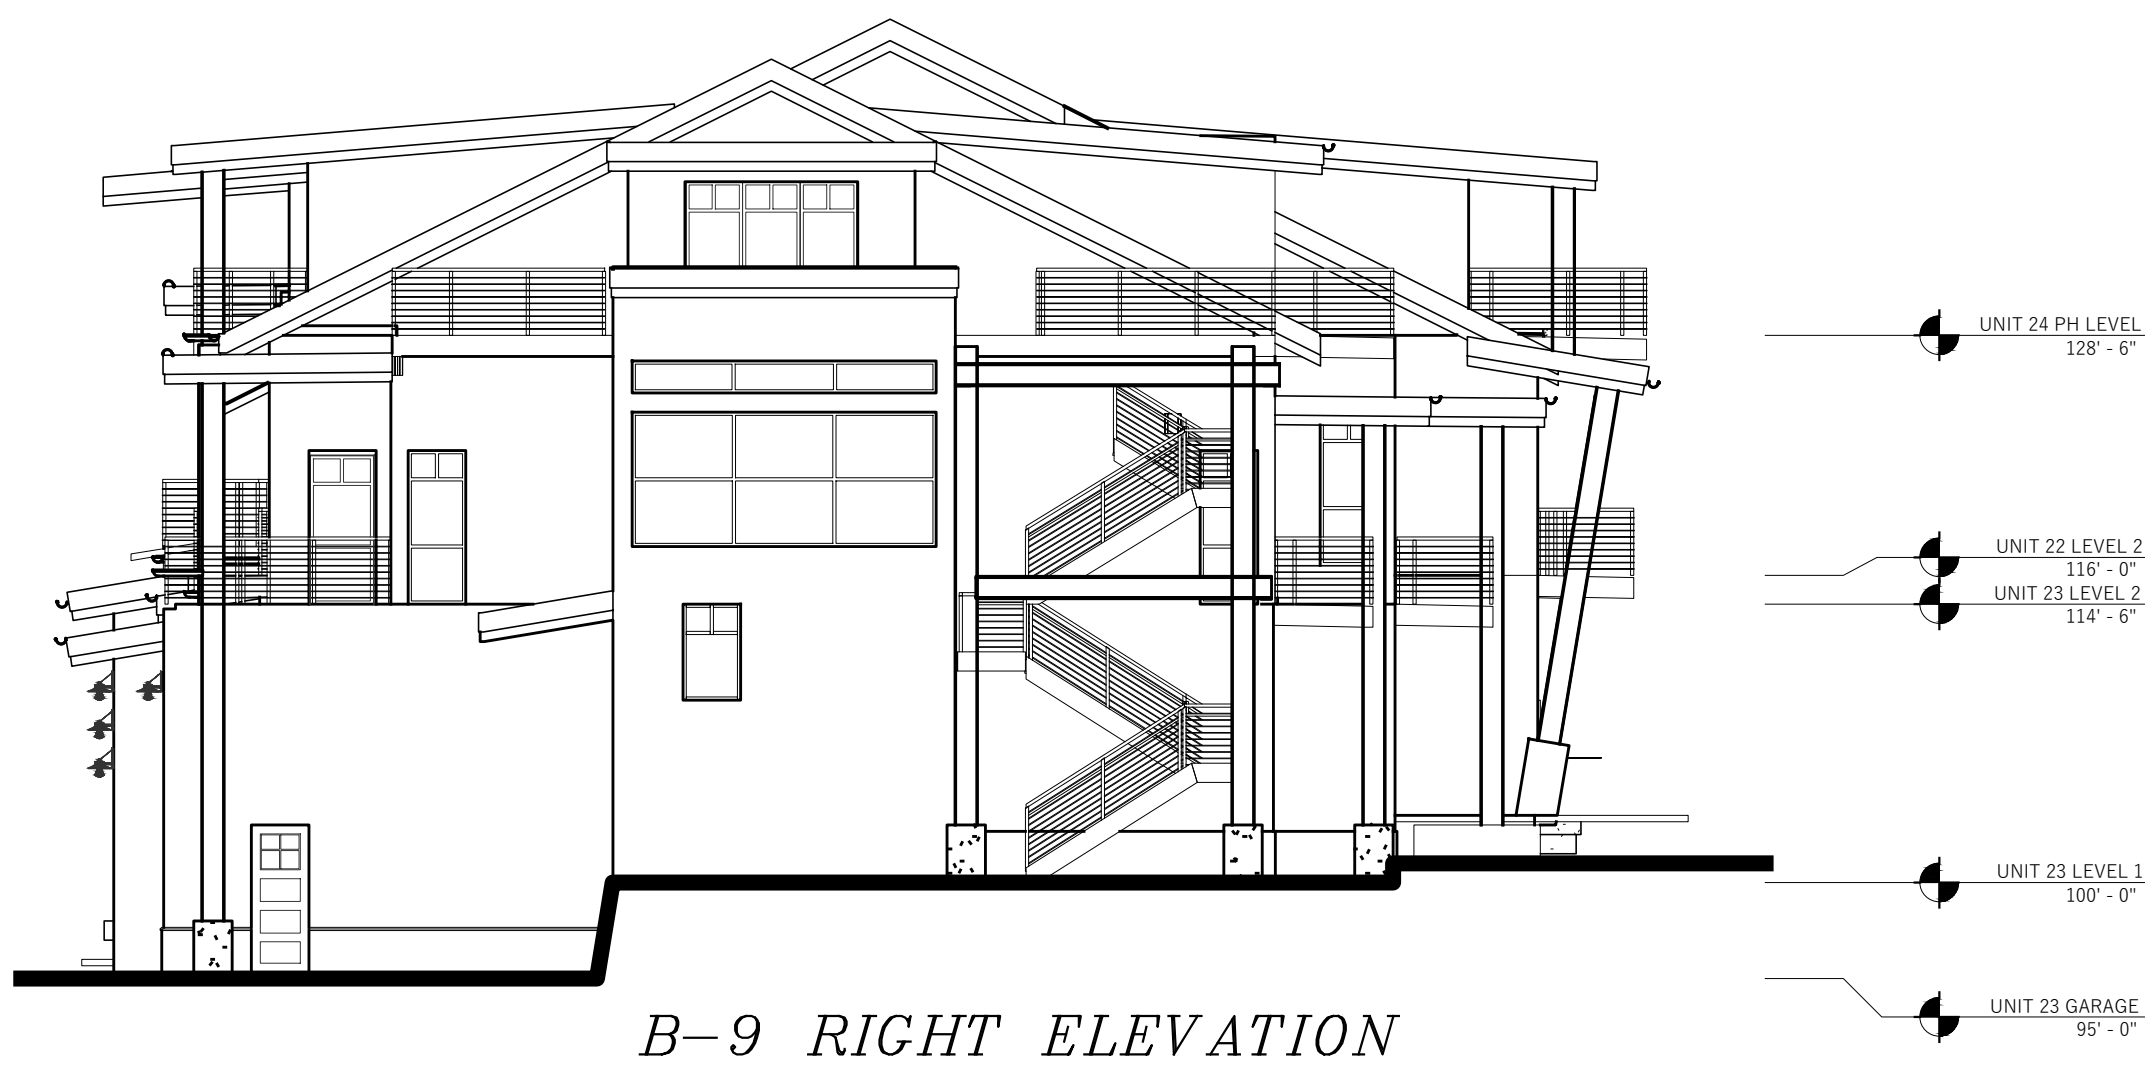 UNIT 24 PH LEVEL
128' - 6"
UNIT 22 LEVEL 2
116' - 0"
UNIT 23 LEVEL 2
114' - 6"
UNIT 23 LEVEL 1
100' - 0"
UNIT 23 GARAGE
95' - 0"
B-9 RIGHT ELEVATION